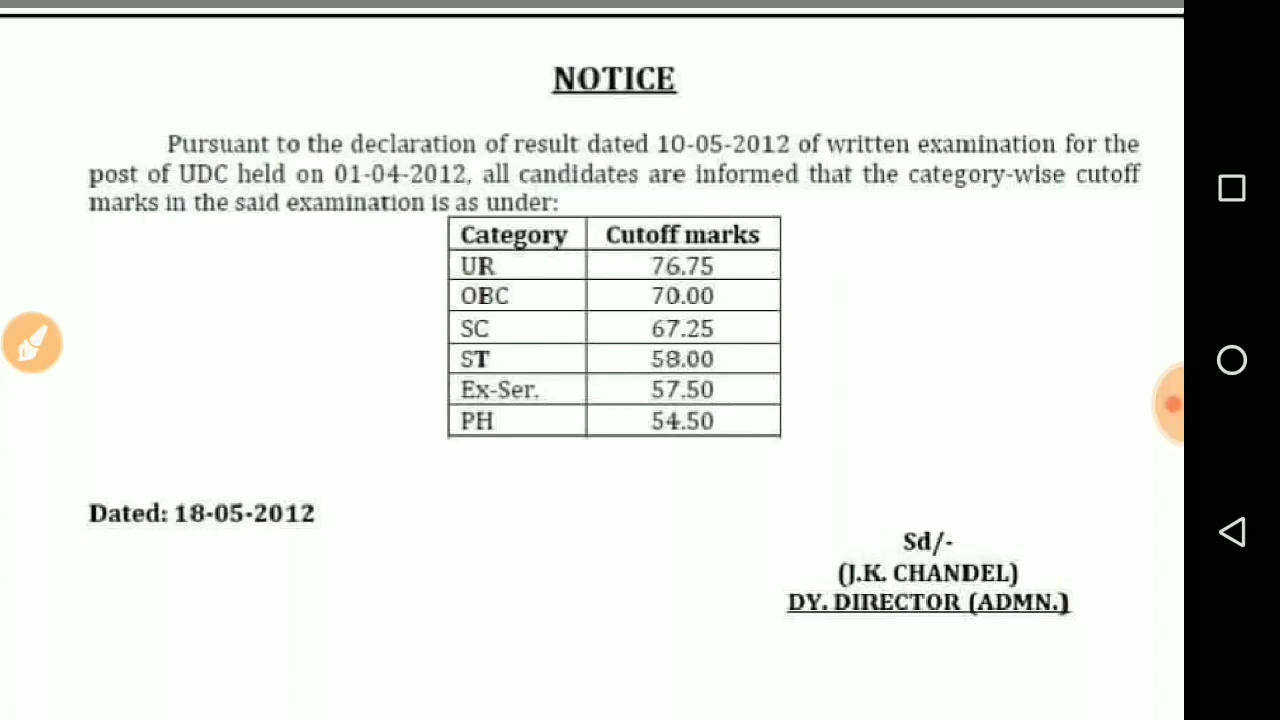 NOTICE
Pursuant to the declaration of result dated 10-05-2012 of written examination for the
post of UDC held on 01-04-2012, all candidates are informed that the category-wise cutoff
marks in the said examination is as under:
Category Cutoff marks
UR 76.75
OBC 70.00
SC 67.25
ST 58.00
Ex-Ser. 57.50
PH 54.50
Dated: 18-05-2012
Sd/-
(J.K. CHANDEL)
DY. DIRECTOR (ADMN.)